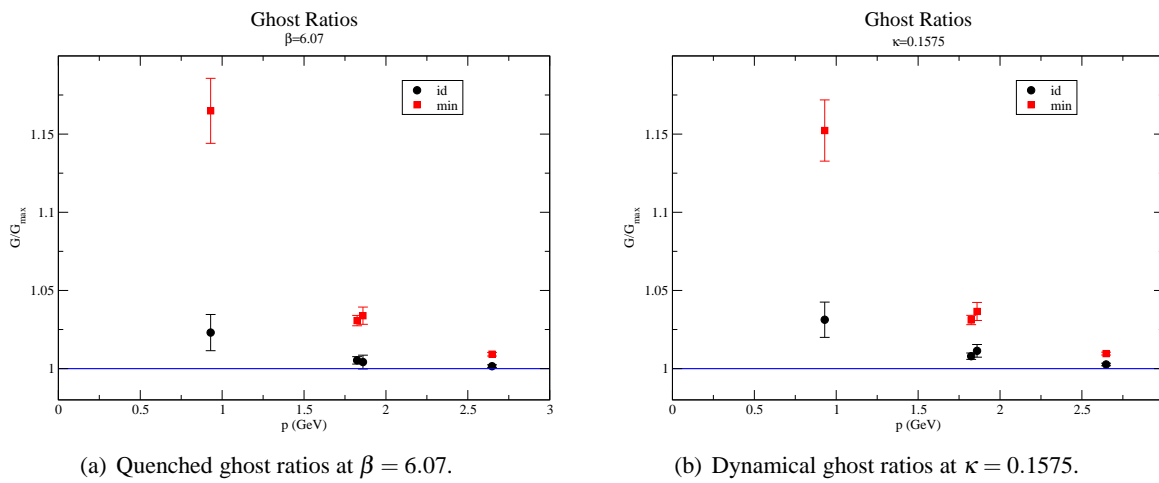 Ghost Ratios
β=6.07
id
min
1.15
1.1
1.05
1
G/G_max
0
0.5
1
1.5
2
2.5
3
p (GeV)
(a) Quenched ghost ratios at β = 6.07.
Ghost Ratios
κ=0.1575
id
min
1.15
1.1
1.05
1
G/G_max
0
0.5
1
1.5
2
2.5
p (GeV)
(b) Dynamical ghost ratios at κ = 0.1575.